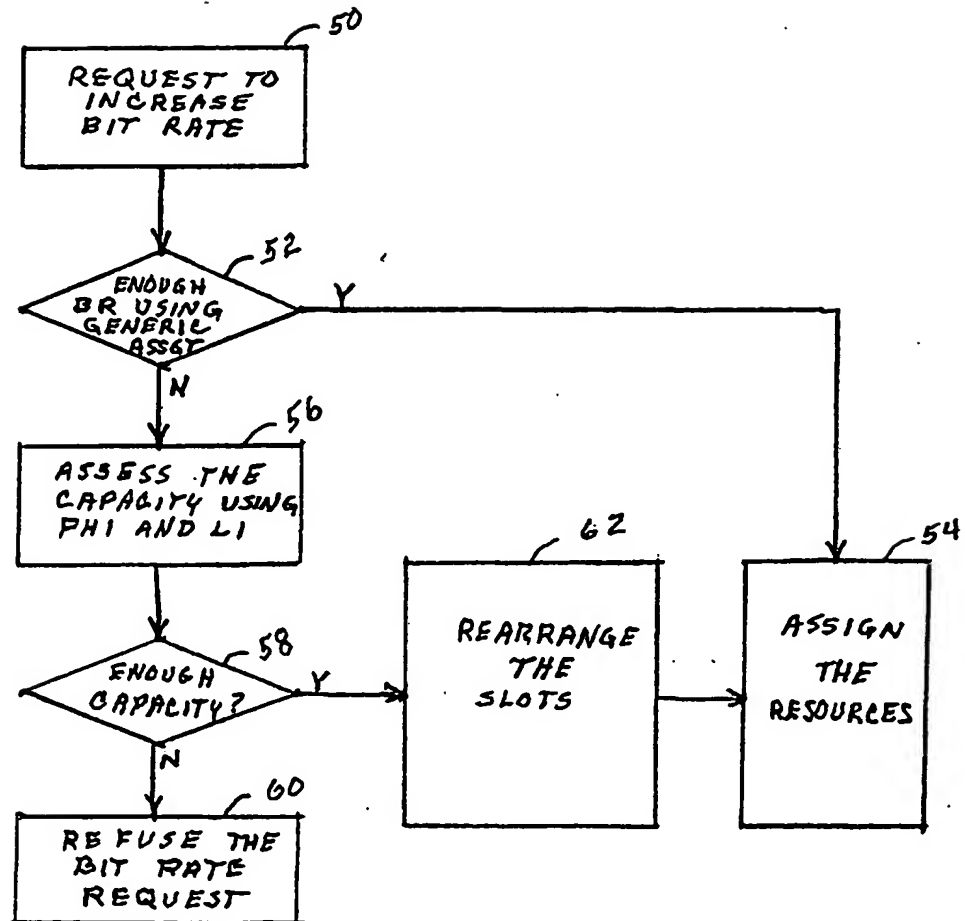 50
REQUEST TO
INCREASE
BIT RATE
52
ENOUGH
BR USING
GENERIC
ASSGT
Y
N
56
ASSESS THE
CAPACITY USING
PHI AND LI
62
REARRANGE
THE
SLOTS
54
ASSIGN
THE
RESOURCES
58
ENOUGH
CAPACITY?
Y
N
60
REFUSE THE
BIT RATE
REQUEST